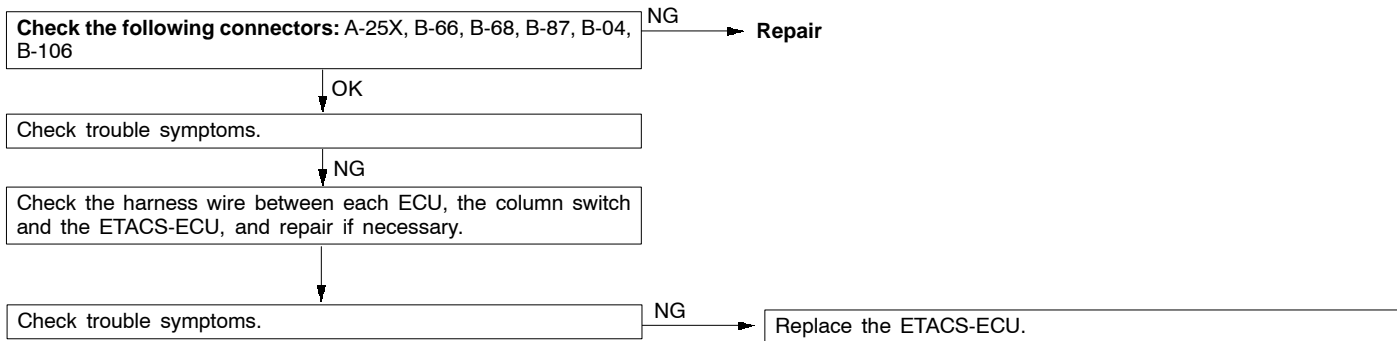 Check the following connectors: A-25X, B-66, B-68, B-87, B-04,
B-106
NG
Repair
OK
Check trouble symptoms.
NG
Check the harness wire between each ECU, the column switch
and the ETACS-ECU, and repair if necessary.
Check trouble symptoms.
NG
Replace the ETACS-ECU.